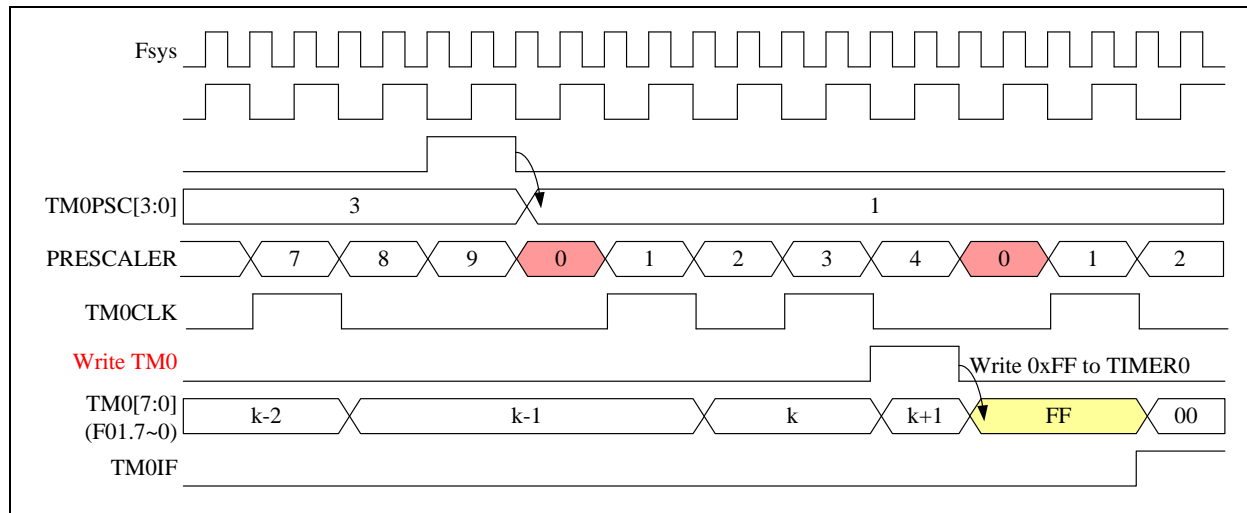 Fsys
TM0PSC[3:0] 3 1
PRESCALER 7 8 9 0 1 2 3 4 0 1 2
TM0CLK
Write TM0 Write 0xFF to TIMER0
TM0[7:0] k-2 k-1 k k+1 FF 00
(F01.7~0)
TM0IF